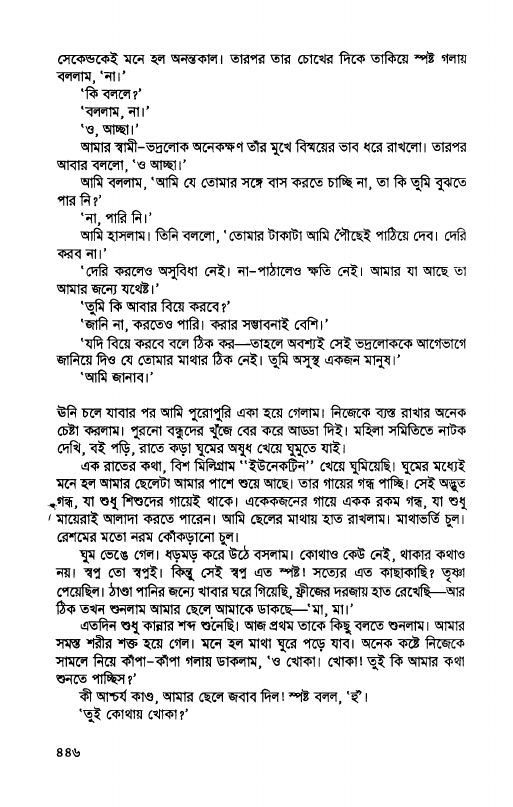 সেকেন্ডকেই মনে হল অনন্তকাল। তারপর তার চোখের দিকে তাকিয়ে স্পষ্ট গলায়
বললাম, ‘না।’
‘কি বললে?’
‘বললাম, না।’
‘ও, আচ্ছা।’
আমার স্বামী–ভদ্রলোক অনেকক্ষণ তাঁর মুখে বিস্ময়ের ভাব ধরে রাখলো। তারপর
আবার বললো, ‘ও আচ্ছা।’
আমি বললাম, ‘আমি যে তোমার সঙ্গে বাস করতে চাচ্ছি না, তা কি তুমি বুঝতে
পার নি?’
‘না, পারি নি।’
আমি হাসলাম। তিনি বললো, ‘তোমার টাকাটা আমি পৌঁছেই পাঠিয়ে দেব। দেরি
করব না।’
‘দেরি করলেও অসুবিধা নেই। না–পাঠালেও ক্ষতি নেই। আমার যা আছে তা
আমার জন্যে যথেষ্ট।’
‘তুমি কি আবার বিয়ে করবে?’
‘জানি না, করতেও পারি। করার সম্ভাবনাই বেশি।’
‘যদি বিয়ে করবে বলে ঠিক কর—তাহলে অবশ্যই সেই ভদ্রলোককে আগেভাগে
জানিয়ে দিও যে তোমার মাথার ঠিক নেই। তুমি অসুস্থ একজন মানুষ।’
‘আমি জানাব।’
উনি চলে যাবার পর আমি পুরোপুরি একা হয়ে গেলাম। নিজেকে ব্যস্ত রাখার অনেক
চেষ্টা করলাম। পুরনো বন্ধুদের খুঁজে বের করে আড্ডা দিই। মহিলা সমিতিতে নাটক
দেখি, বই পড়ি, রাতে কড়া ঘুমের অষুধ খেয়ে ঘুমুতে যাই।
এক রাতের কথা, বিশ মিলিগ্রাম ‘‘ইউনেকটিন’’ খেয়ে ঘুমিয়েছি। ঘুমের মধ্যেই
মনে হল আমার ছেলেটা আমার পাশে শুয়ে আছে। তার গায়ের গন্ধ পাচ্ছি। সেই অদ্ভুত
গন্ধ, যা শুধু শিশুদের গায়েই থাকে। একেকজনের গায়ে একক রকম গন্ধ, যা শুধু
মায়েরাই আলাদা করতে পারেন। আমি ছেলের মাথায় হাত রাখলাম। মাথাভর্তি চুল।
রেশমের মতো নরম কোঁকড়ানো চুল।
ঘুম ভেঙে গেল। ধড়মড় করে উঠে বসলাম। কোথাও কেউ নেই, থাকার কথাও
নয়। স্বপ্ন তো স্বপ্নই। কিন্তু সেই স্বপ্ন এত স্পষ্ট! সত্যের এত কাছাকাছি? তৃষ্ণা
পেয়েছিল। ঠাণ্ডা পানির জন্যে খাবার ঘরে গিয়েছি, ফ্রীজের দরজায় হাত রেখেছি—আর
ঠিক তখন শুনলাম আমার ছেলে আমাকে ডাকছে—‘মা, মা।’
এতদিন শুধু কান্নার শব্দ শুনেছি। আজ প্রথম তাকে কিছু বলতে শুনলাম। আমার
সমস্ত শরীর শক্ত হয়ে গেল। মনে হল মাথা ঘুরে পড়ে যাব। অনেক কষ্টে নিজেকে
সামলে নিয়ে কাঁপা–কাঁপা গলায় ডাকলাম, ‘ও খোকা। খোকা! তুই কি আমার কথা
শুনতে পাচ্ছিস?’
কী আশ্চর্য কাণ্ড, আমার ছেলে জবাব দিল! স্পষ্ট বলল, ‘হুঁ’।
‘তুই কোথায় খোকা?’
৪৪৬